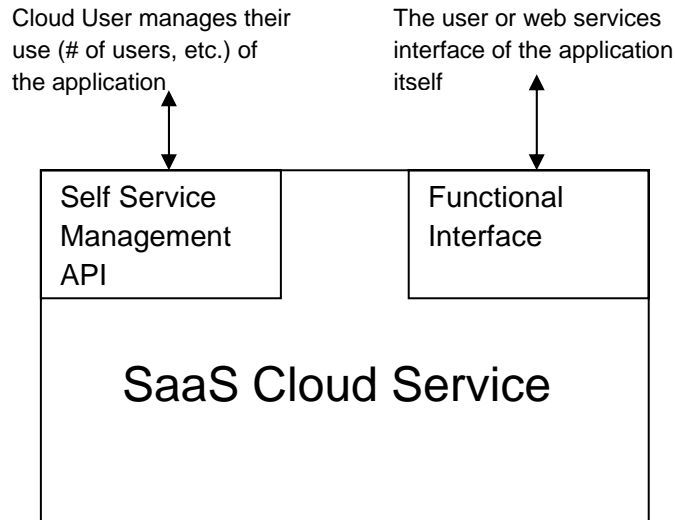 Cloud User manages their
use (# of users, etc.) of
the application
The user or web services
interface of the application
itself
Self Service
Management
API
Functional
Interface
SaaS Cloud Service